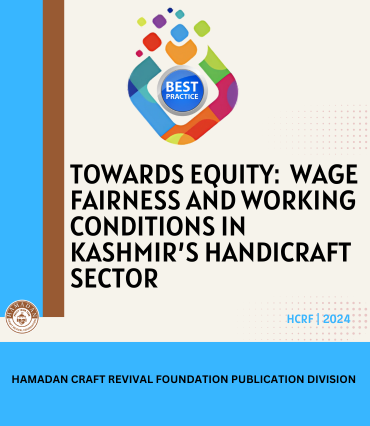 BEST
PRACTICE
TOWARDS EQUITY: WAGE
FAIRNESS AND WORKING
CONDITIONS IN
KASHMIR'S HANDICRAFT
SECTOR
HAMADAN
HCRF | 2024
HAMADAN CRAFT REVIVAL FOUNDATION PUBLICATION DIVISION